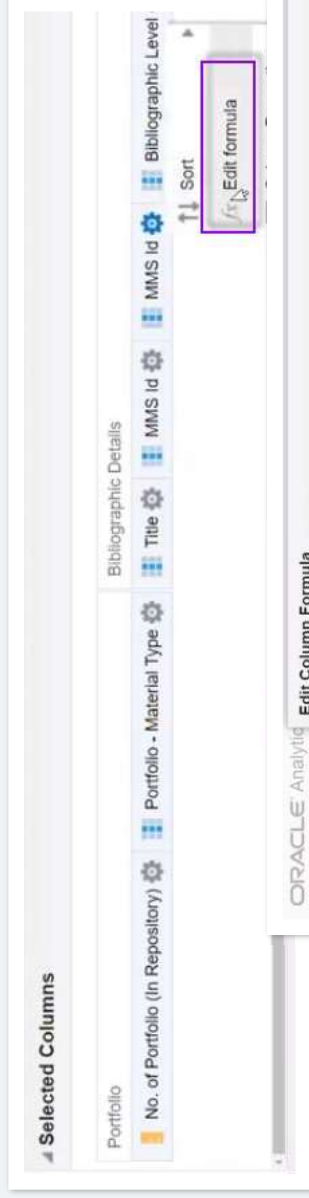 Selected Columns
Portfolio
Bibliographic Details
No. of Portfolio (In Repository) Portfolio - Material Type Title MMS Id MMS Id Bibliographic Level
Sort
fx Edit formula
ORACLE Analytic
Edit Column Formula